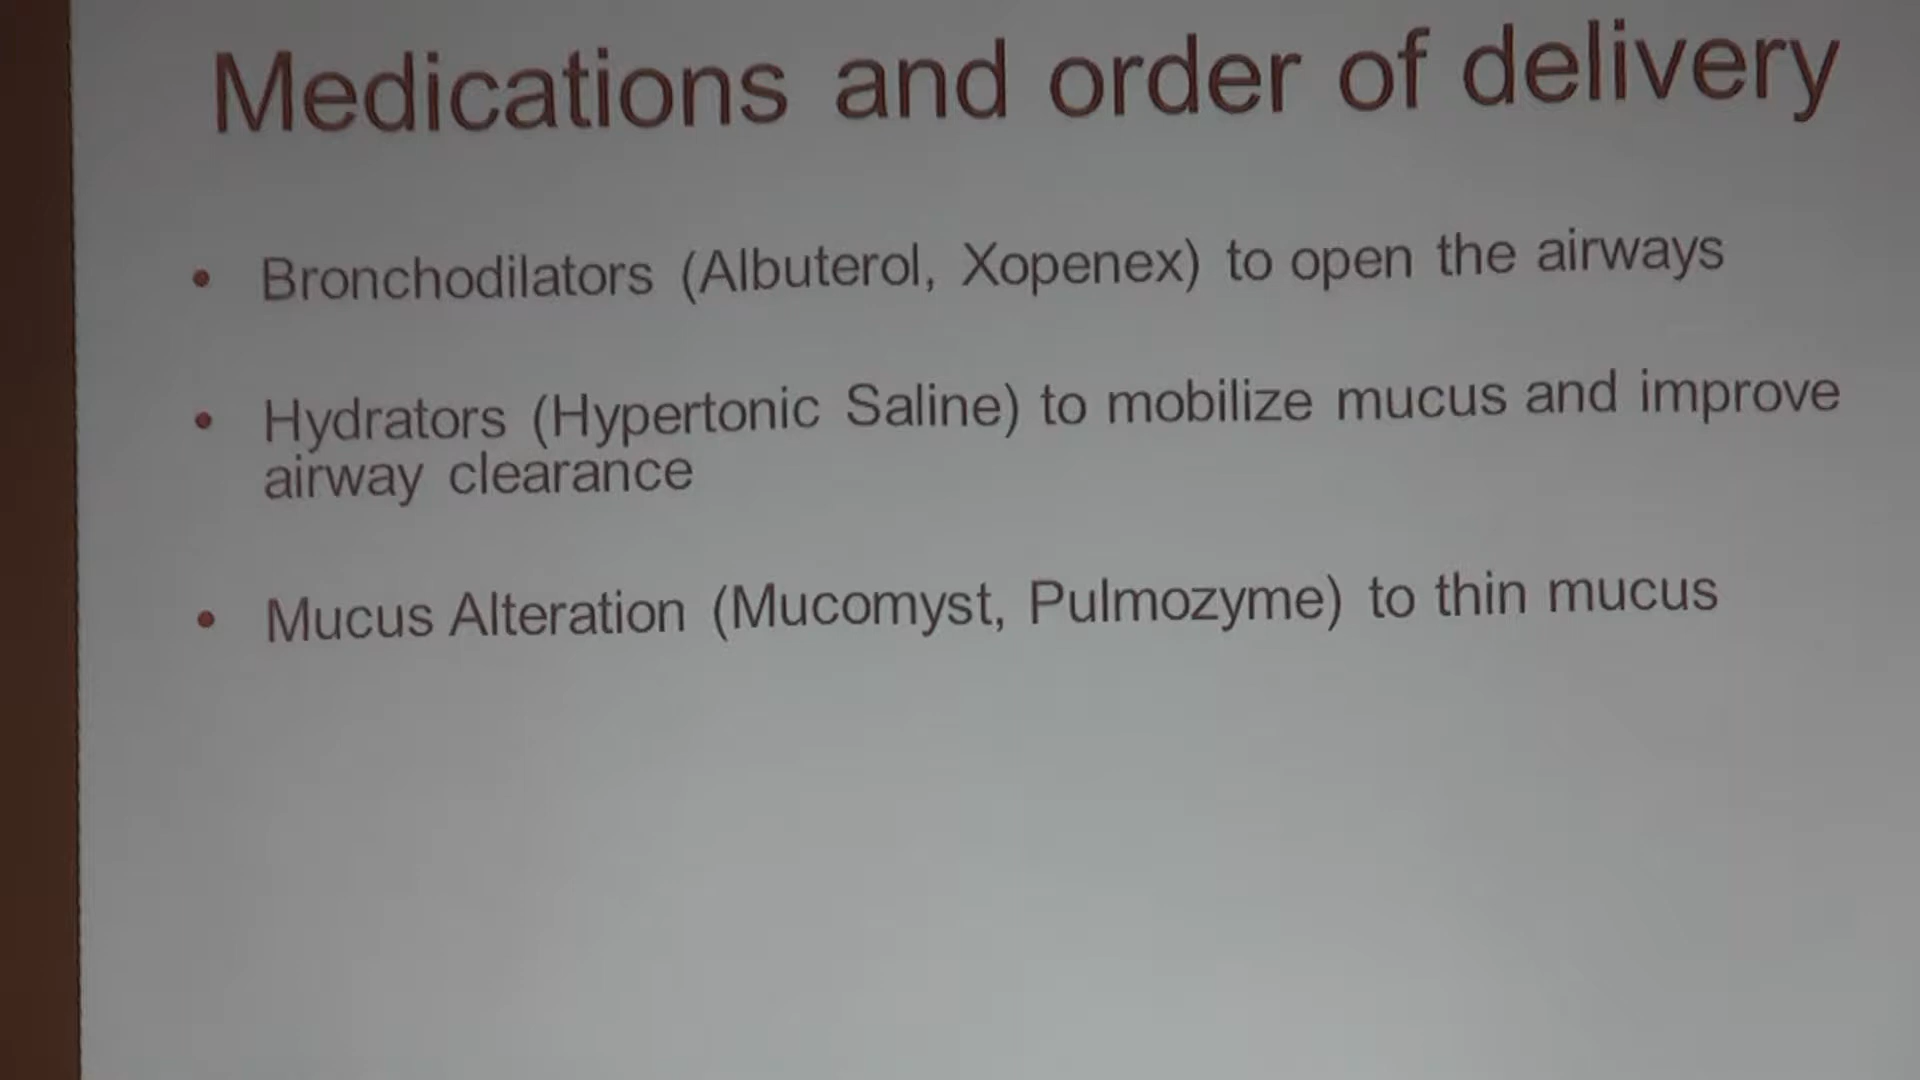 Medications and order of delivery
• Bronchodilators (Albuterol, Xopenex) to open the airways
• Hydrators (Hypertonic Saline) to mobilize mucus and improve
airway clearance
• Mucus Alteration (Mucomyst, Pulmozyme) to thin mucus